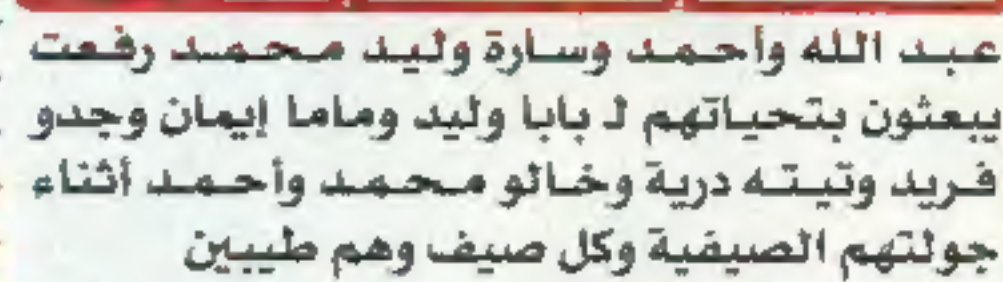 عبد الله وأحمد وسارة وليد محمد رفعت
يبعثون بتحياتهم لـ بابا وليد وماما إيمان وجدو
فريد وتيته درية وخالو محمد وأحمد أثناء
جولتهم الصيفية وكل صيف وهم طيبين